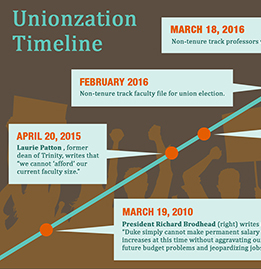 Unionzation
Timeline
MARCH 18, 2016
Non-tenure track professors
FEBRUARY 2016
Non-tenure track faculty file for union election.
APRIL 20, 2015
Laurie Patton , former
dean of Trinity, writes that
"we cannot 'afford' our
current faculty size."
MARCH 19, 2010
President Richard Brodhead (right) writes
"Duke simply cannot make permanent salary
increases at this time without aggravating ou
future budget problems and jeopardizing jobs